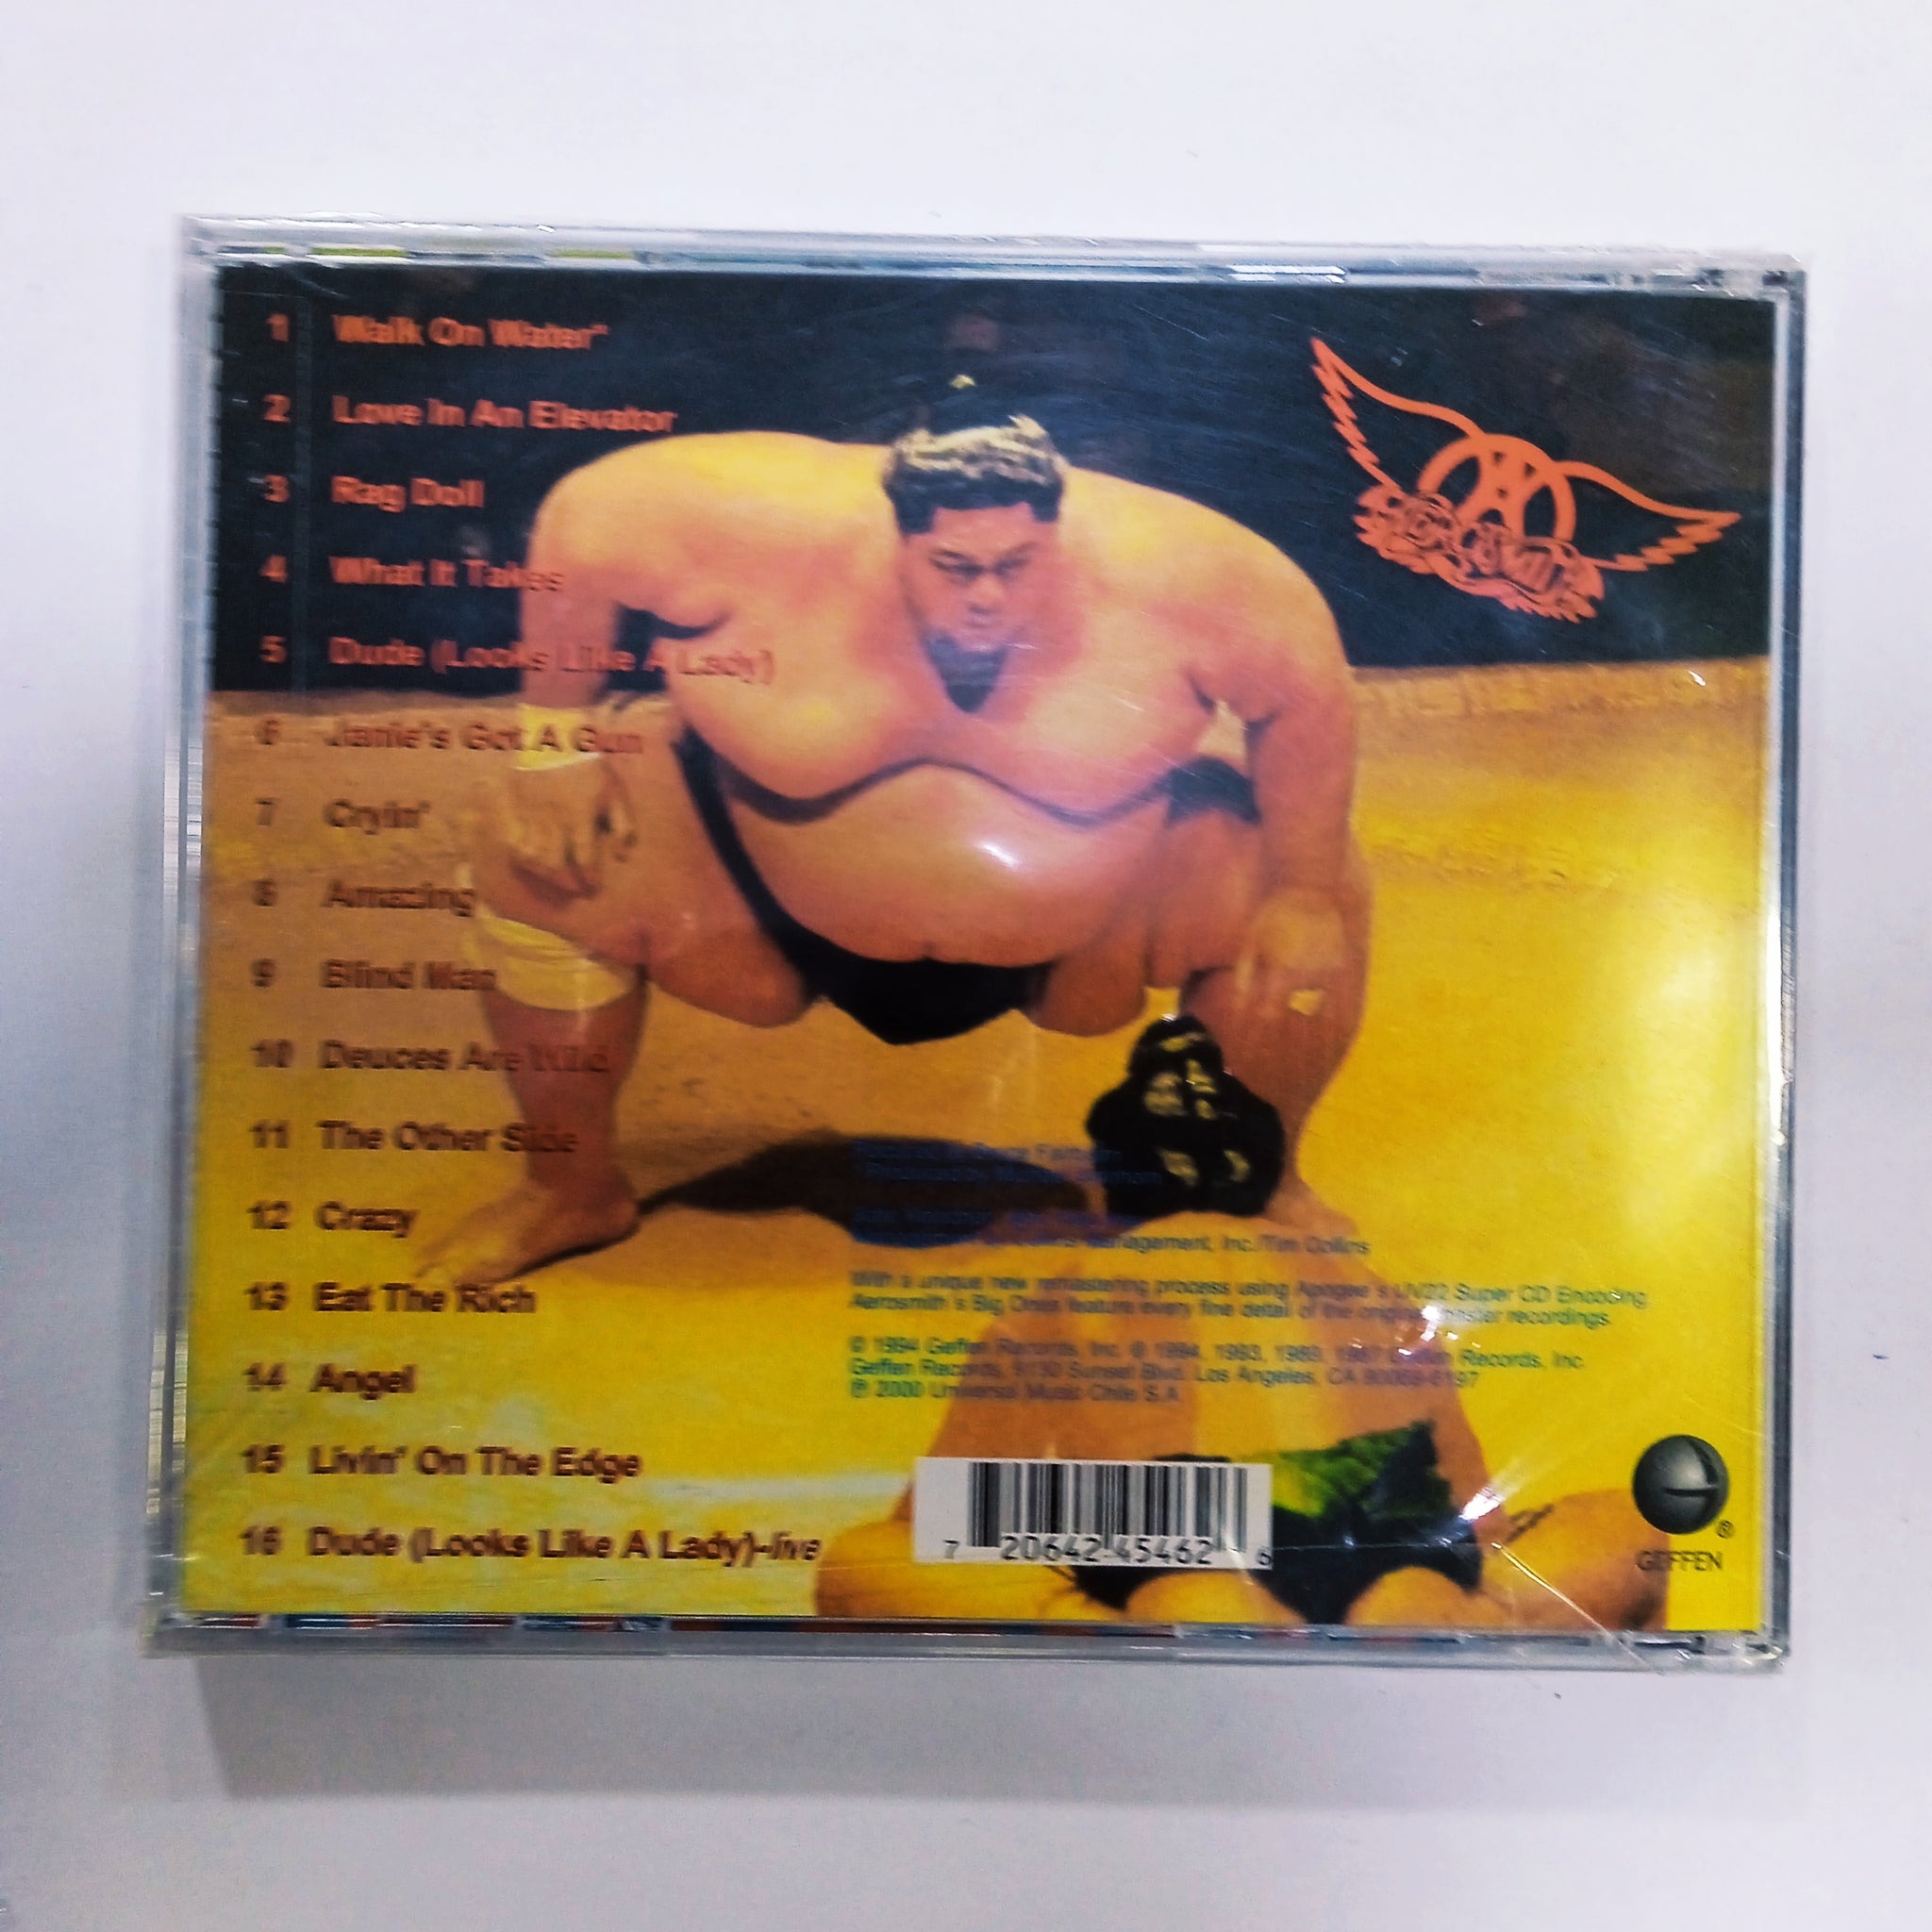 1 Walk On Water*
2 Love In An Elevator
3 Rag Doll
4 What It Takes
5 Dude (Looks Like A Lady)
6 Janie's Got A Gun
7 Cryin'
8 Amazing
9 Blind Man
10 Deuces Are Wild
11 The Other Side
12 Crazy
13 Eat The Rich
14 Angel
15 Livin' On The Edge
16 Dude (Looks Like A Lady)-live
AEROSMITH
Management, Inc./Tim Collins
With a unique new remastering process using Apogee's UV22 Super CD Encoding
Aerosmith's Big Ones feature every fine detail of the original master recordings.
© 1994 Geffen Records, Inc. ℗ 1994, 1993, 1989, 1987 Geffen Records, Inc.
Geffen Records, 9130 Sunset Blvd. Los Angeles, CA 90069-6197
℗ 2000 Universal Music Chile S.A.
7 20642 45462 6
GEFFEN